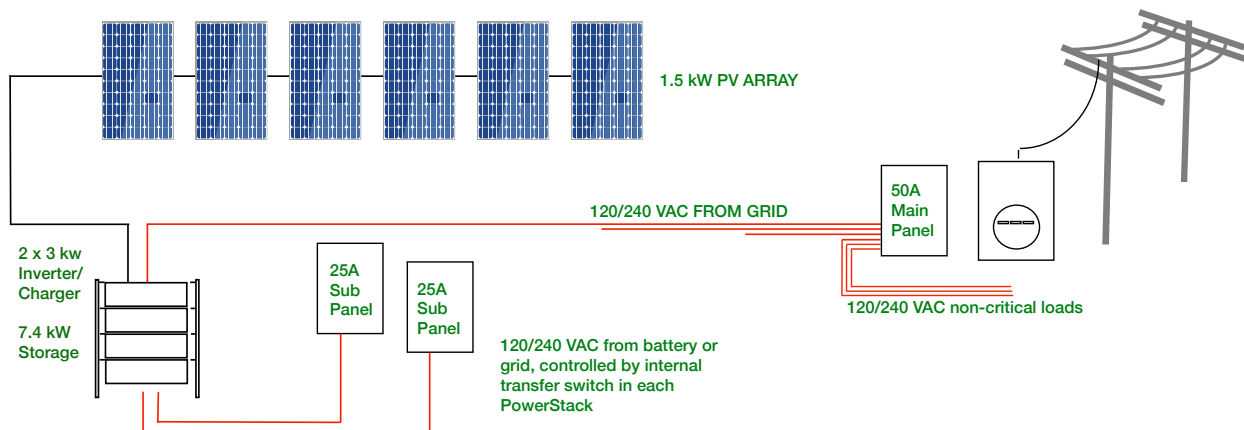 1.5 kW PV ARRAY
50A
Main
Panel
120/240 VAC FROM GRID
2 x 3 kw
Inverter/
Charger
7.4 kW
Storage
25A
Sub
Panel
25A
Sub
Panel
120/240 VAC non-critical loads
120/240 VAC from battery or
grid, controlled by internal
transfer switch in each
PowerStack